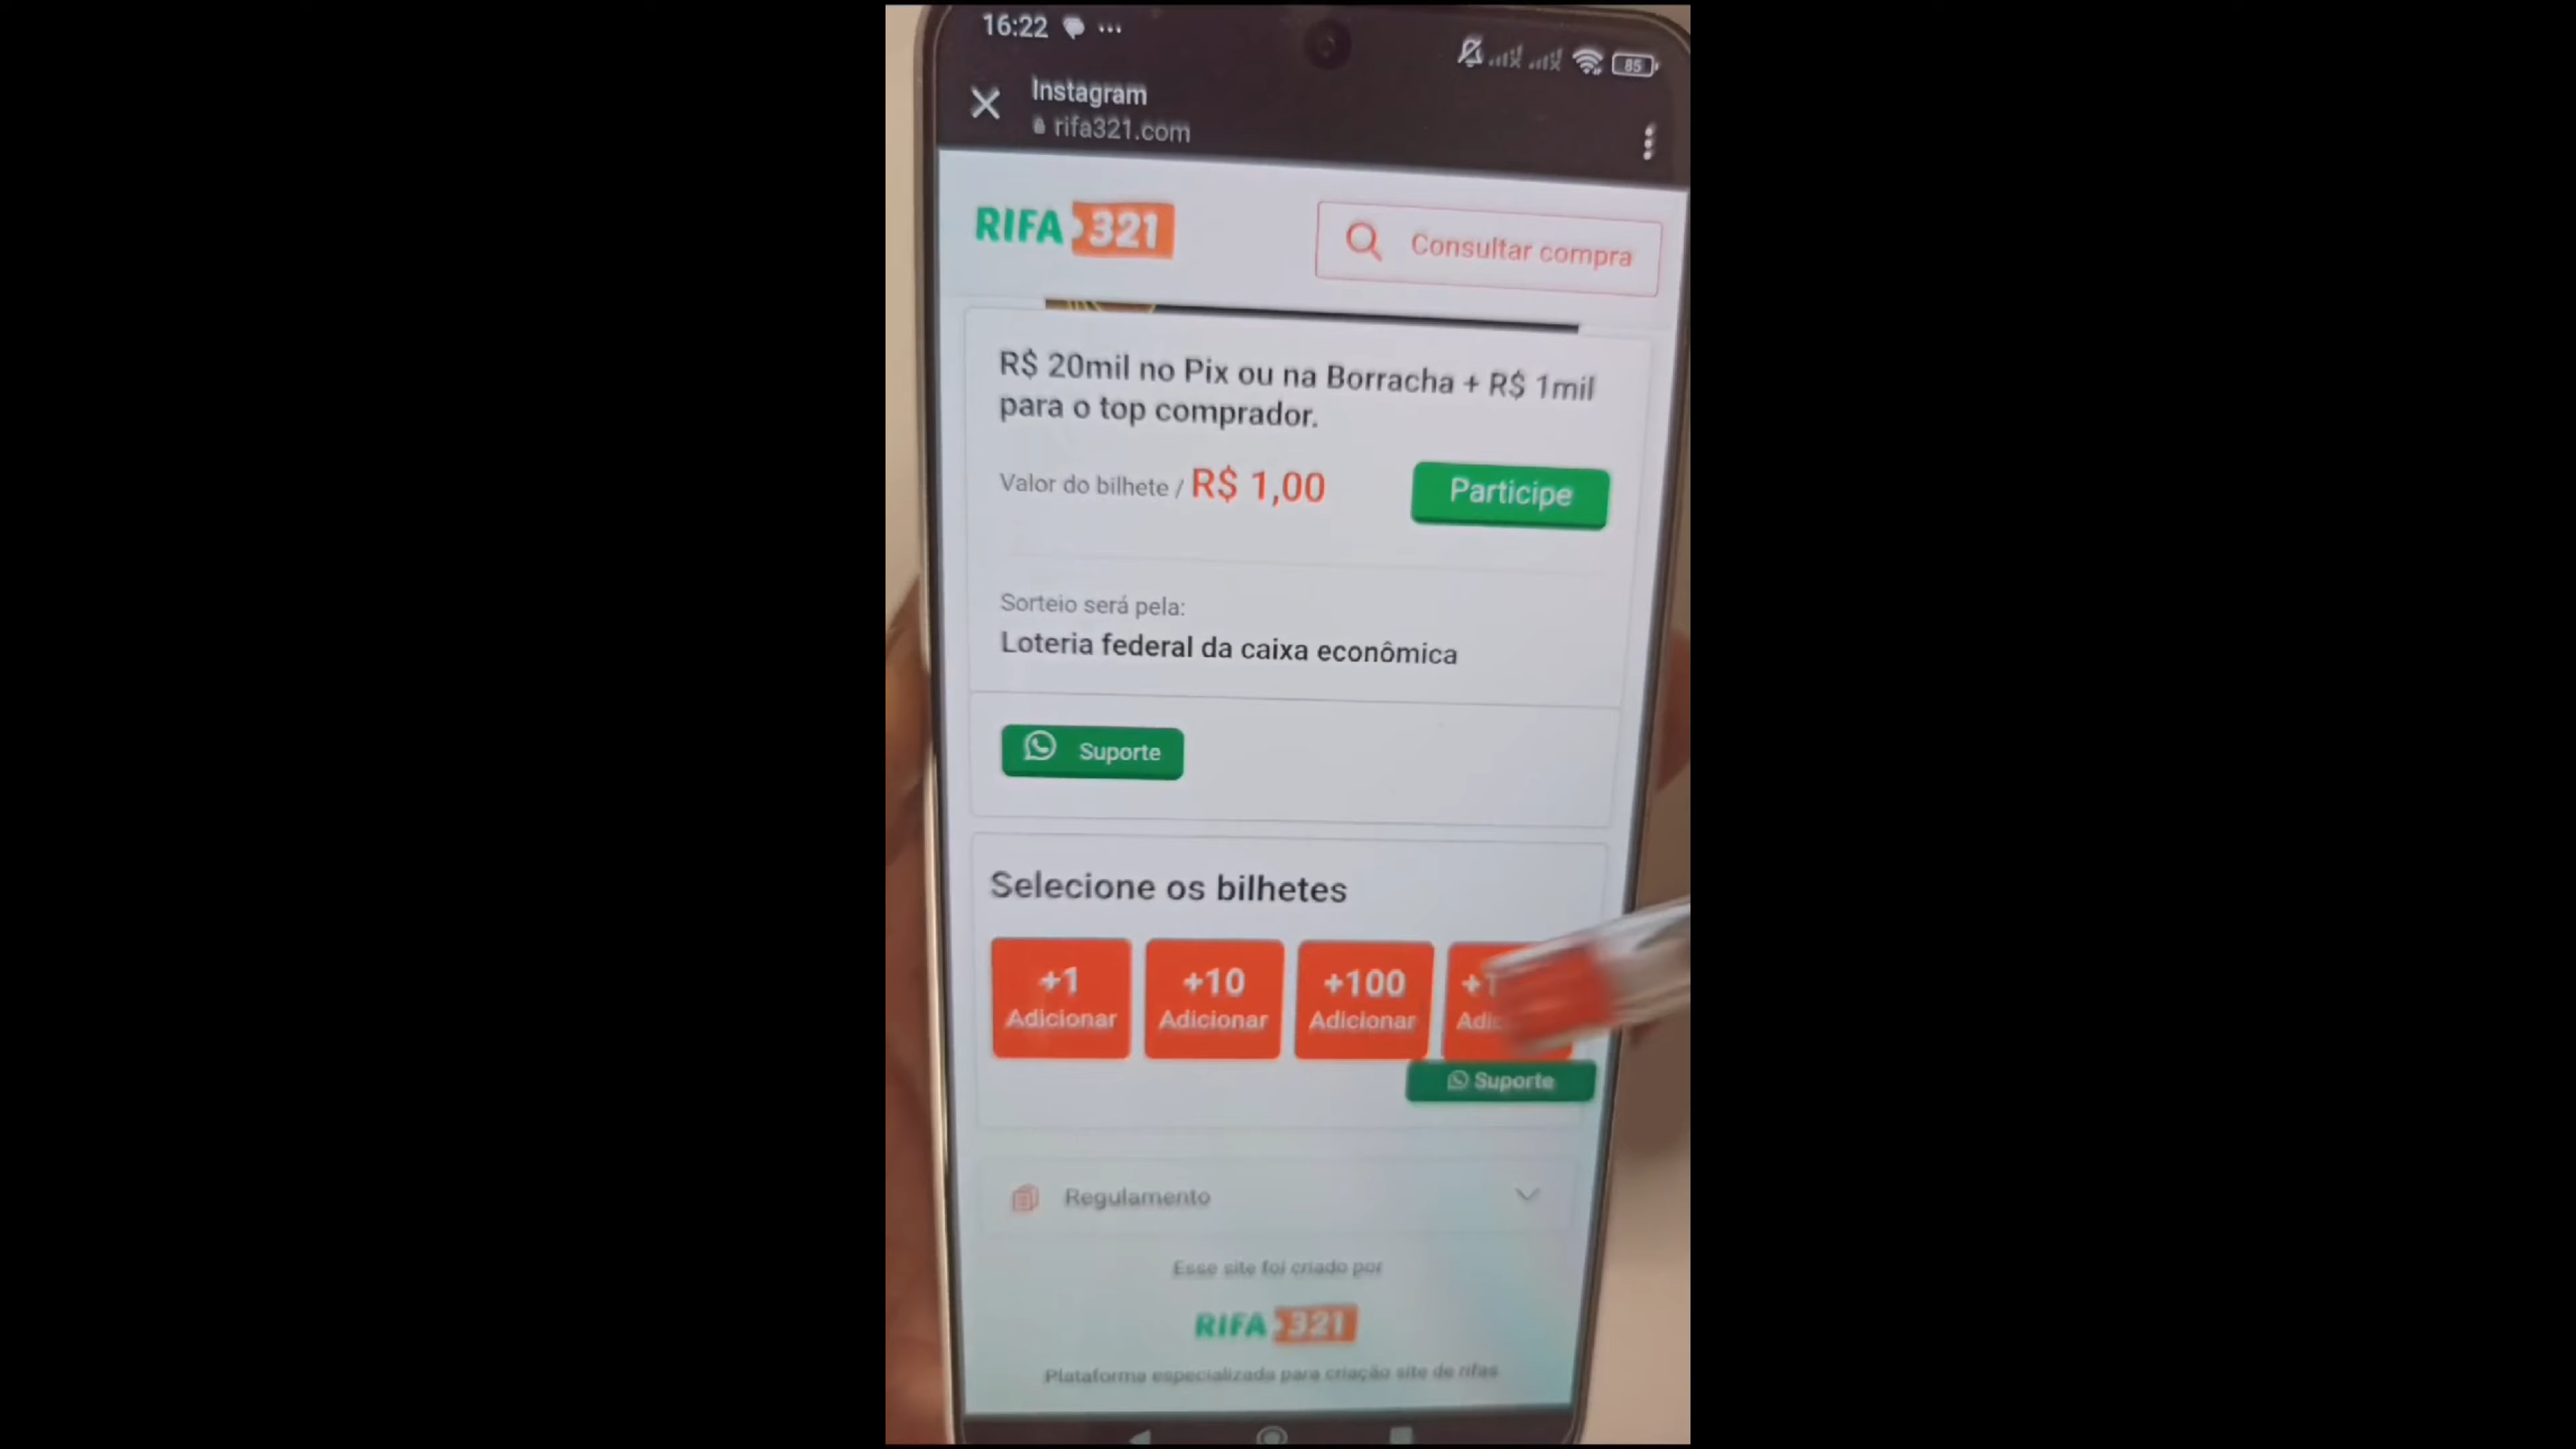 16:22
85
Instagram
rifa321.com
RIFA 321
Consultar compra
R$ 20mil no Pix ou na Borracha + R$ 1mil
para o top comprador.
Valor do bilhete / R$ 1,00
Participe
Sorteio será pela:
Loteria federal da caixa econômica
Suporte
Selecione os bilhetes
+1
Adicionar
+10
Adicionar
+100
Adicionar
Suporte
Regulamento
Esse site foi criado por
RIFA 321
Plataforma especializada para criação site de rifas